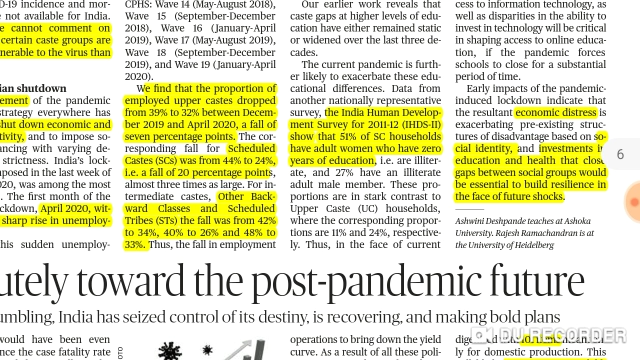 D-19 incidence and mor-
e not available for India.
e cannot comment on
certain caste groups are
lnerable to the virus than
ian shutdown
ement of the pandemic
strategy everywhere has
shut down economic and
tivity, and to impose so-
ancing with varying de-
strictness. India's lock-
mposed in the last week of
020, was among the most
. The first month of the
ckdown, April 2020, wit-
sharp rise in unemploy-
his sudden unemploy-
CPHS: Wave 14 (May-August 2018),
Wave 15 (September-December
2018), Wave 16 (January-April
2019), Wave 17 (May-August 2019),
Wave 18 (September-December
2019), and Wave 19 (January-April
2020).
We find that the proportion of
employed upper castes dropped
from 39% to 32% between Decem-
ber 2019 and April 2020, a fall of
seven percentage points. The cor-
responding fall for Scheduled
Castes (SCs) was from 44% to 24%,
i.e. a fall of 20 percentage points,
almost three times as large. For in-
termediate castes, Other Back-
ward Classes and Scheduled
Tribes (STs) the fall was from 42%
to 34%, 40% to 26% and 48% to
33%. Thus, the fall in employment
Our earlier work reveals that
caste gaps at higher levels of edu-
cation have either remained static
or widened over the last three de-
cades.
The current pandemic is furth-
er likely to exacerbate these edu-
cational differences. Data from
another nationally representative
survey, the India Human Develop-
ment Survey for 2011-12 (IHDS-II)
show that 51% of SC households
have adult women who have zero
years of education, i.e. are illiter-
ate, and 27% have an illiterate
adult male member. These pro-
portions are in stark contrast to
Upper Caste (UC) households,
where the corresponding propor-
tions are 11% and 24%, respective-
ly. Thus, in the face of current
cess to information technology, as
well as disparities in the ability to
invest in technology will be critical
in shaping access to online educa-
tion, if the pandemic forces
schools to close for a substantial
period of time.
Early impacts of the pandemic-
induced lockdown indicate that
the resultant economic distress is
exacerbating pre-existing struc-
tures of disadvantage based on so-
cial identity, and investments i
education and health that close
gaps between social groups would
be essential to build resilience in
the face of future shocks.
Ashwini Deshpande teaches at Ashoka
University. Rajesh Ramachandran is at
the University of Heidelberg
6
utely toward the post-pandemic future
umbling, India has seized control of its destiny, is recovering, and making bold plans
DU RECORDER
would have been even
nce the case fatality rate
OTO
operations to bring down the yield
curve. As a result of all these poli-
ly for domestic production. This